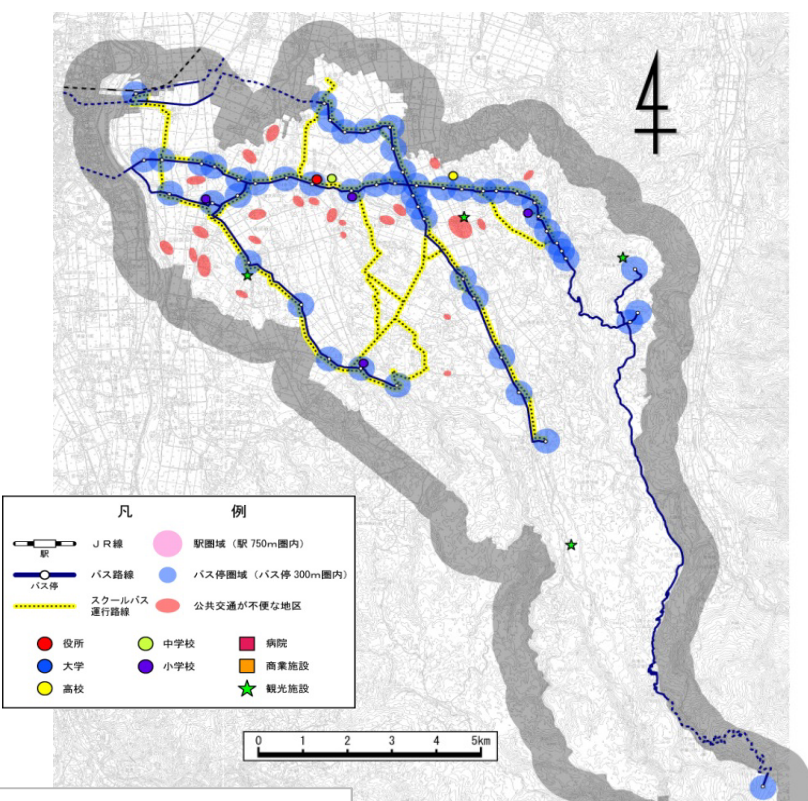 凡 例
ＪＲ線
駅
駅圏域（駅750m圏内）
バス路線
バス停
バス停圏域（バス停300m圏内）
スクールバス
運行路線
公共交通が不便な地区
役所
中学校
病院
大学
小学校
商業施設
高校
観光施設
0 1 2 3 4 5km